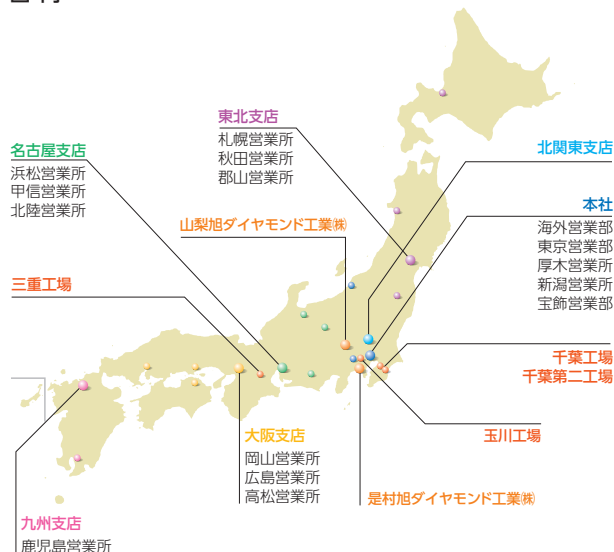 東北支店
札幌営業所
秋田営業所
郡山営業所
北関東支店
名古屋支店
浜松営業所
甲信営業所
北陸営業所
本社
海外営業部
東京営業部
厚木営業所
新潟営業所
宝飾営業部
山梨旭ダイヤモンド工業㈱
三重工場
千葉工場
千葉第二工場
玉川工場
大阪支店
岡山営業所
広島営業所
高松営業所
是村旭ダイヤモンド工業㈱
九州支店
鹿児島営業所